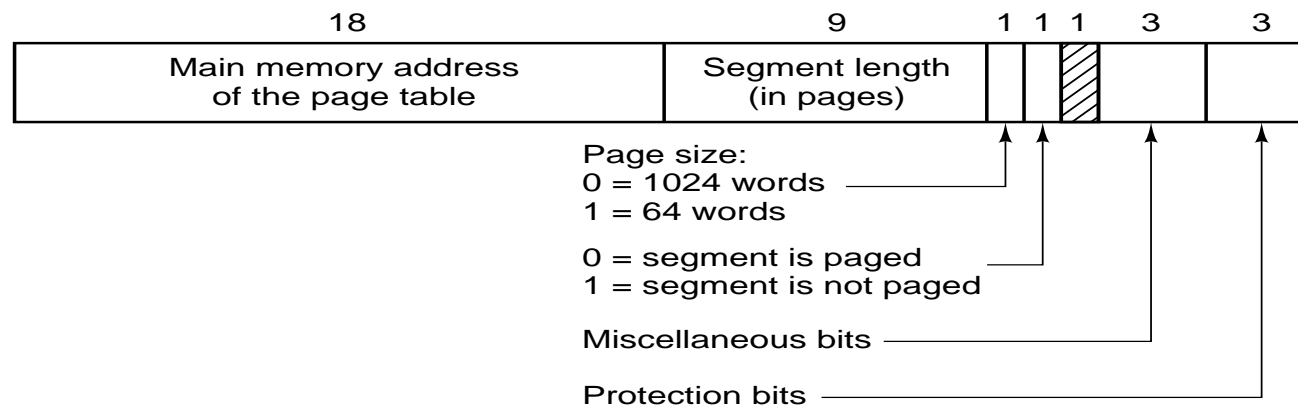 18 9 1 1 1 3 3
Main memory address
of the page table
Segment length
(in pages)
Page size:
0 = 1024 words
1 = 64 words
0 = segment is paged
1 = segment is not paged
Miscellaneous bits
Protection bits